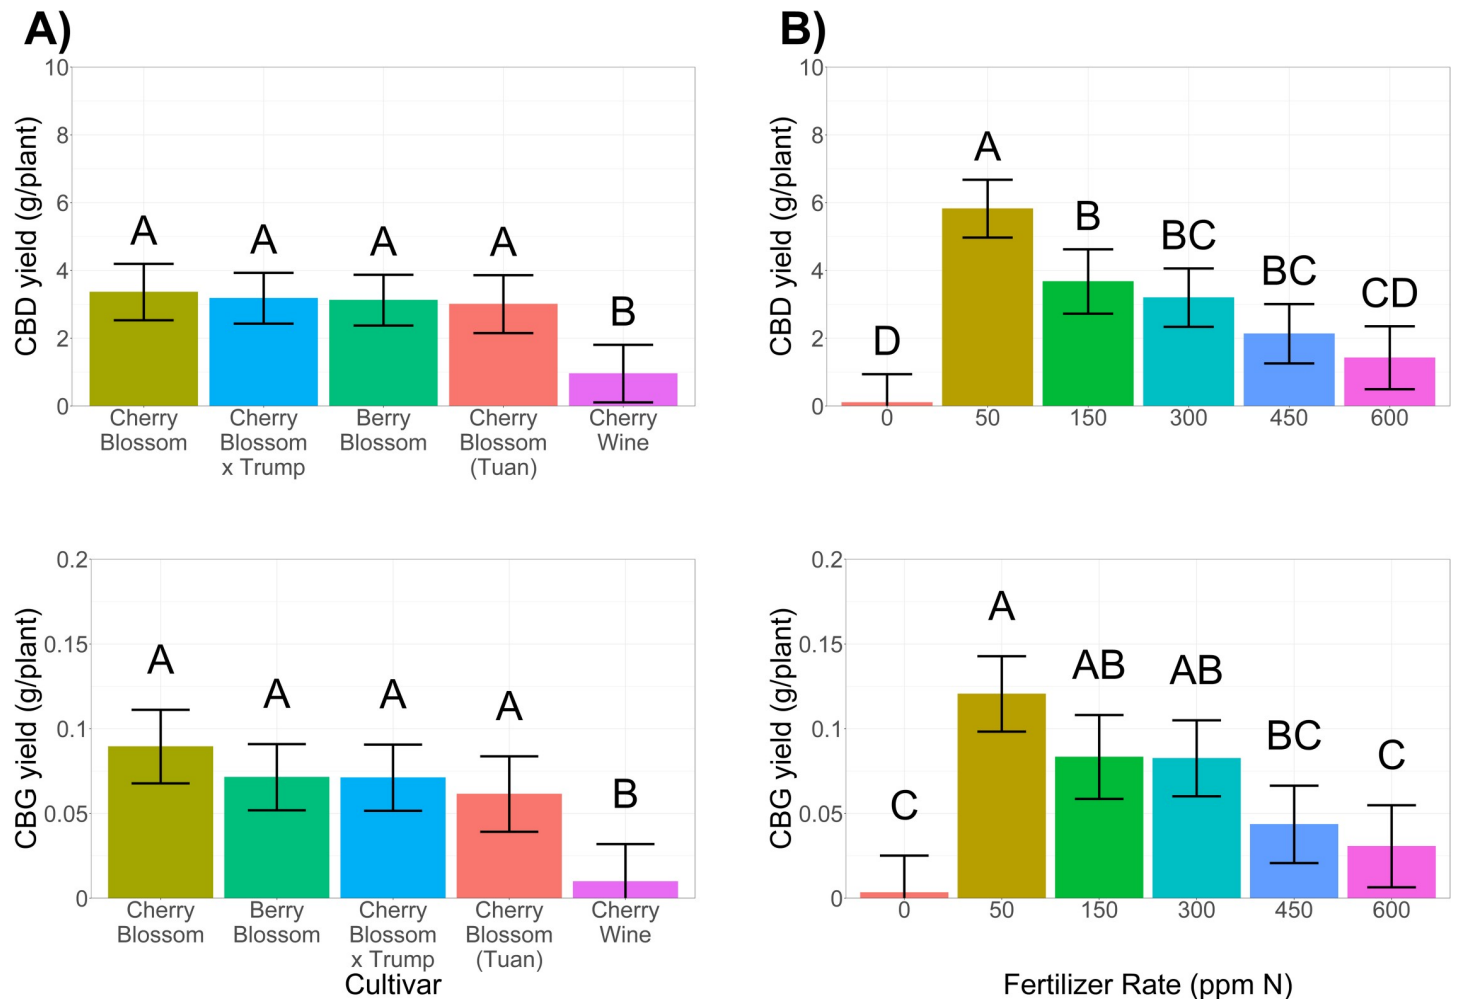 A)
10
8
6
4
2
0
CBD yield (g/plant)
A
A
A
A
B
Cherry
Blossom
Cherry
Blossom
x Trump
Berry
Blossom
Cherry
Blossom
(Tuan)
Cherry
Wine
B)
10
8
6
4
2
0
CBD yield (g/plant)
D
A
B
BC
BC
CD
0
50
150
300
450
600
0.2
0.15
0.1
0.05
0
CBG yield (g/plant)
A
A
A
A
B
Cherry
Blossom
Berry
Blossom
Cherry
Blossom
x Trump
Cherry
Blossom
(Tuan)
Cherry
Wine
Cultivar
0.2
0.15
0.1
0.05
0
CBG yield (g/plant)
C
A
AB
AB
BC
C
0
50
150
300
450
600
Fertilizer Rate (ppm N)